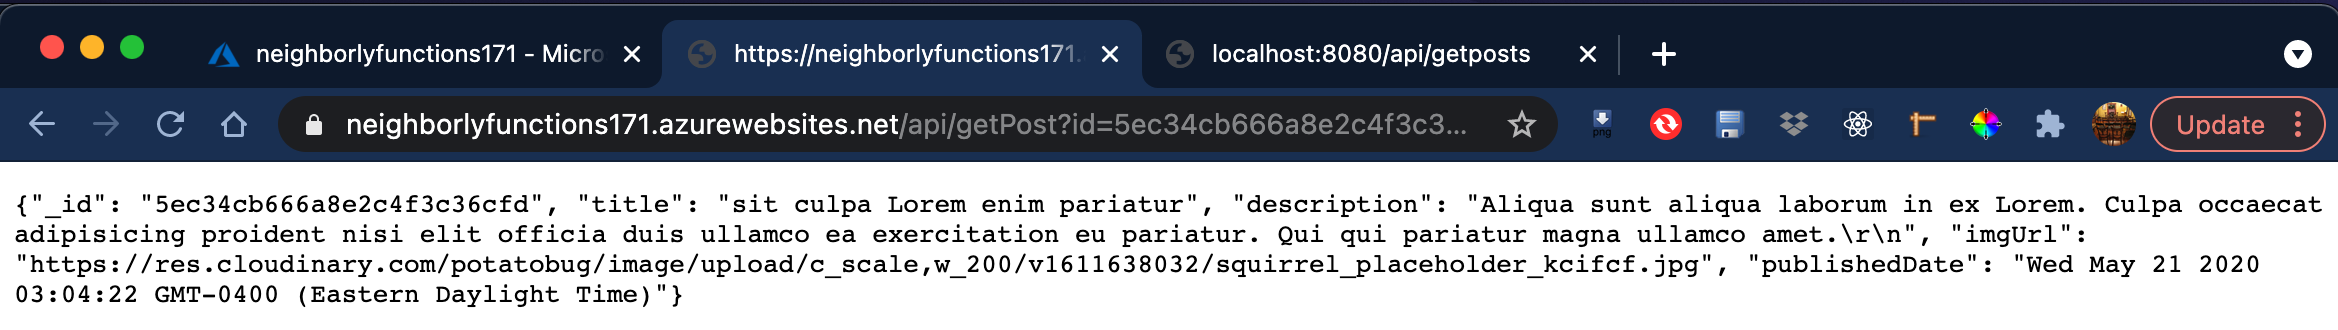 neighborlyfunctions171 - Micro
https://neighborlyfunctions171.
localhost:8080/api/getposts
neighborlyfunctions171.azurewebsites.net/api/getPost?id=5ec34cb666a8e2c4f3c3...
png
Update
{"_id": "5ec34cb666a8e2c4f3c36cfd", "title": "sit culpa Lorem enim pariatur", "description": "Aliqua sunt aliqua laborum in ex Lorem. Culpa occaecat
adipisicing proident nisi elit officia duis ullamco ea exercitation eu pariatur. Qui qui pariatur magna ullamco amet.\r\n", "imgUrl":
"https://res.cloudinary.com/potatobug/image/upload/c_scale,w_200/v1611638032/squirrel_placeholder_kcifcf.jpg", "publishedDate": "Wed May 21 2020
03:04:22 GMT-0400 (Eastern Daylight Time)"}